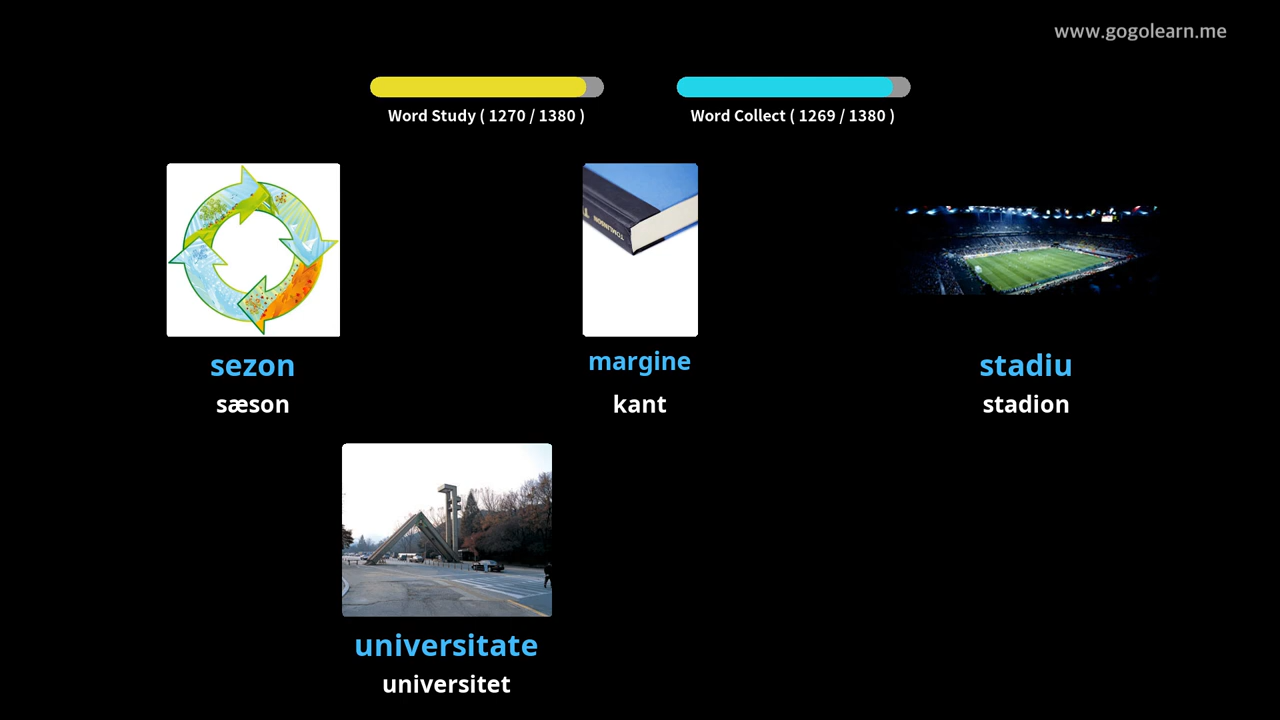 www.gogolearn.me
Word Study ( 1270 / 1380 )
Word Collect ( 1269 / 1380 )
TOMLINSON
sezon
margine
stadiu
sæson
kant
stadion
universitate
universitet